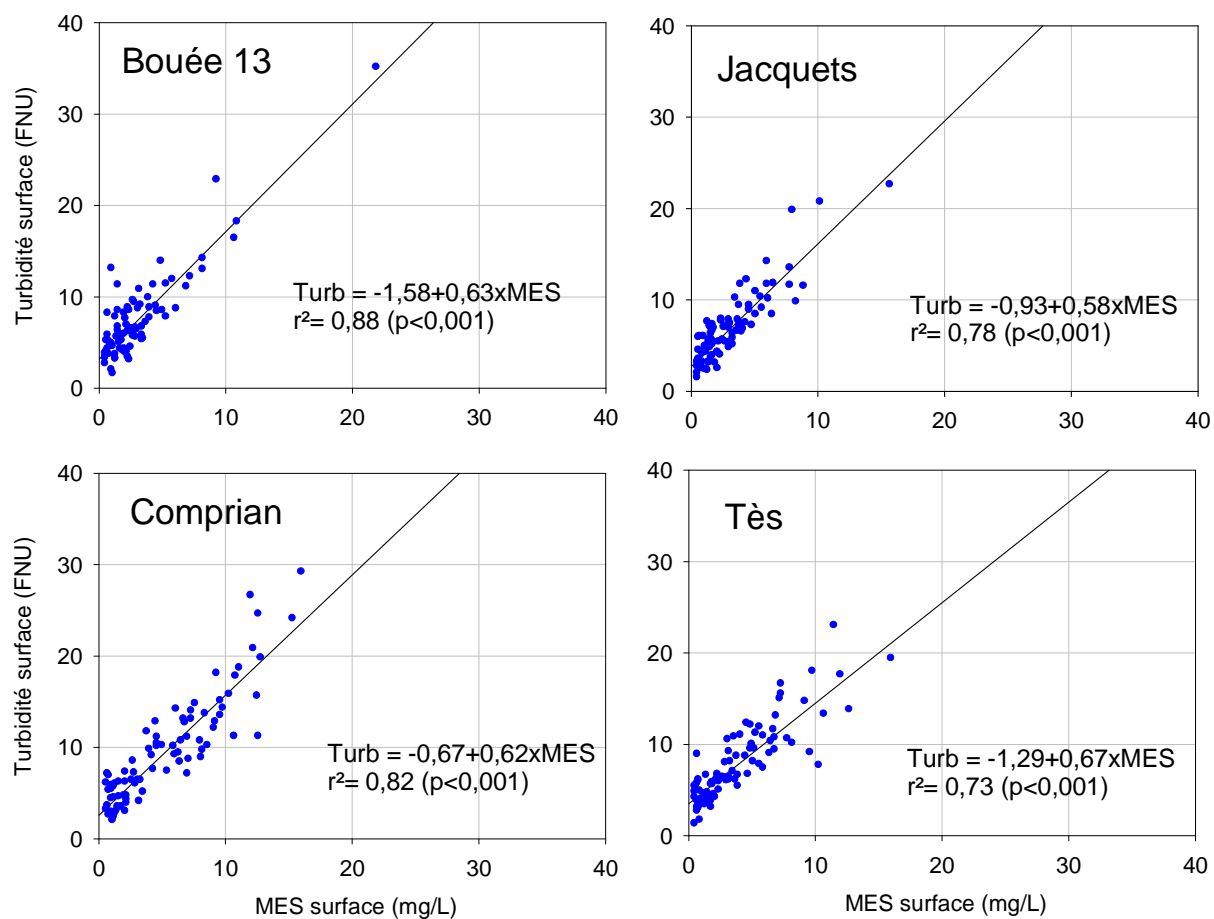 Bouée 13
Turbidité surface (FNU)
40
30
20
10
0
Turb = -1,58+0,63xMES
r²= 0,88 (p<0,001)
0 10 20 30 40
Jacquets
40
30
20
10
0
Turb = -0,93+0,58xMES
r²= 0,78 (p<0,001)
0 10 20 30 40
Comprian
Turbidité surface (FNU)
40
30
20
10
0
Turb = -0,67+0,62xMES
r²= 0,82 (p<0,001)
0 10 20 30 40
MES surface (mg/L)
Tès
40
30
20
10
0
Turb = -1,29+0,67xMES
r²= 0,73 (p<0,001)
0 10 20 30 40
MES surface (mg/L)